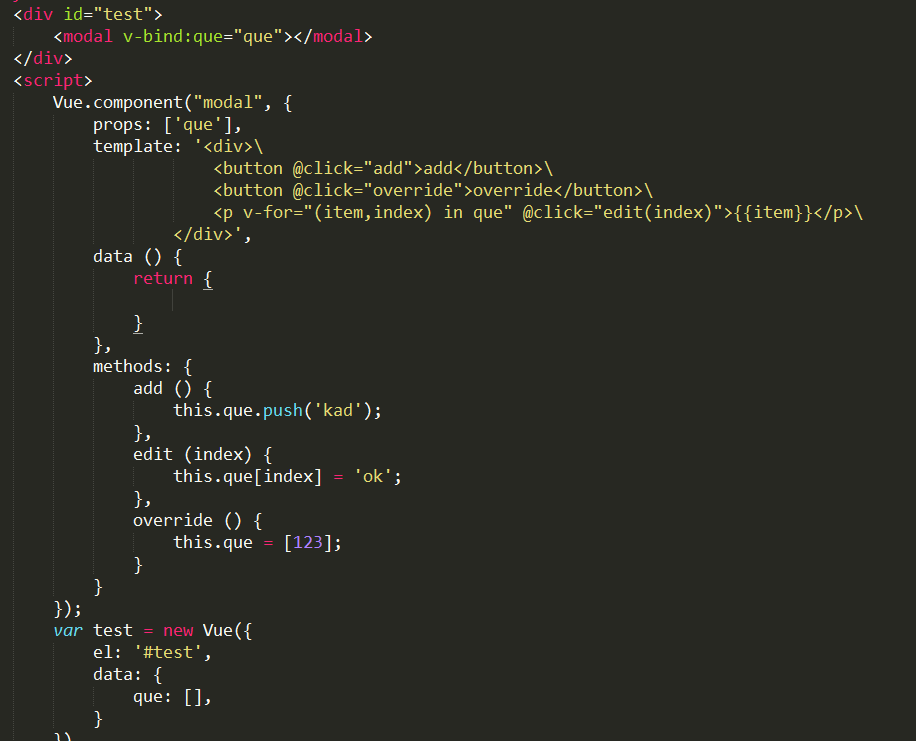 <div id="test">
    <modal v-bind:que="que"></modal>
</div>
<script>
    Vue.component("modal", {
        props: ['que'],
        template: '<div>\
                    <button @click="add">add</button>\
                    <button @click="override">override</button>\
                    <p v-for="(item,index) in que" @click="edit(index)">{{item}}</p>\
                </div>',
        data () {
            return {

            }
        },
        methods: {
            add () {
                this.que.push('kad');
            },
            edit (index) {
                this.que[index] = 'ok';
            },
            override () {
                this.que = [123];
            }
        }
    });
    var test = new Vue({
        el: '#test',
        data: {
            que: [],
        }
    })